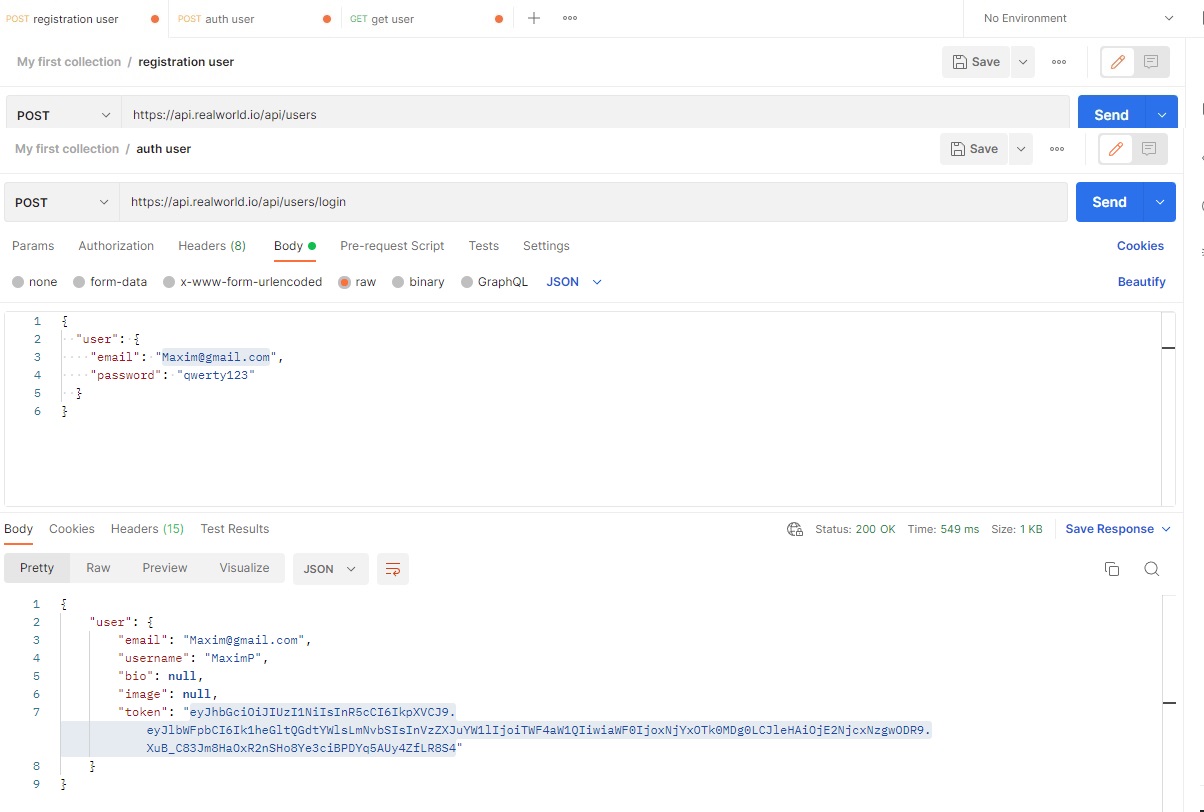 POST registration user
POST auth user
GET get user
No Environment
My first collection / registration user
Save
POST
https://api.realworld.io/api/users
Send
My first collection / auth user
Save
POST
https://api.realworld.io/api/users/login
Send
Params Authorization Headers (8) Body Pre-request Script Tests Settings Cookies
none form-data x-www-form-urlencoded raw binary GraphQL JSON Beautify
1 {
2 "user": {
3 "email": "Maxim@gmail.com",
4 "password": "qwerty123"
5 }
6 }
Body Cookies Headers (15) Test Results Status: 200 OK Time: 549 ms Size: 1 KB Save Response
Pretty Raw Preview Visualize JSON
1 {
2 "user": {
3 "email": "Maxim@gmail.com",
4 "username": "MaximP",
5 "bio": null,
6 "image": null,
7 "token": "eyJhbGciOiJIUzI1NiIsInR5cCI6IkpXVCJ9.
eyJlbWFpbCI6Ik1heGltQGdtYWlsLmNvbSIsInVzZXJuYW1lIjoiTWF4aW1QIiwiaWF0IjoxNjYxOTk0MDg0LCJleHAiOjE2NjcxNzgwODR9.
XuB_C83Jm8HaOxR2nSHo8Ye3ciBPDYq5AUy4ZfLR8S4"
8 }
9 }